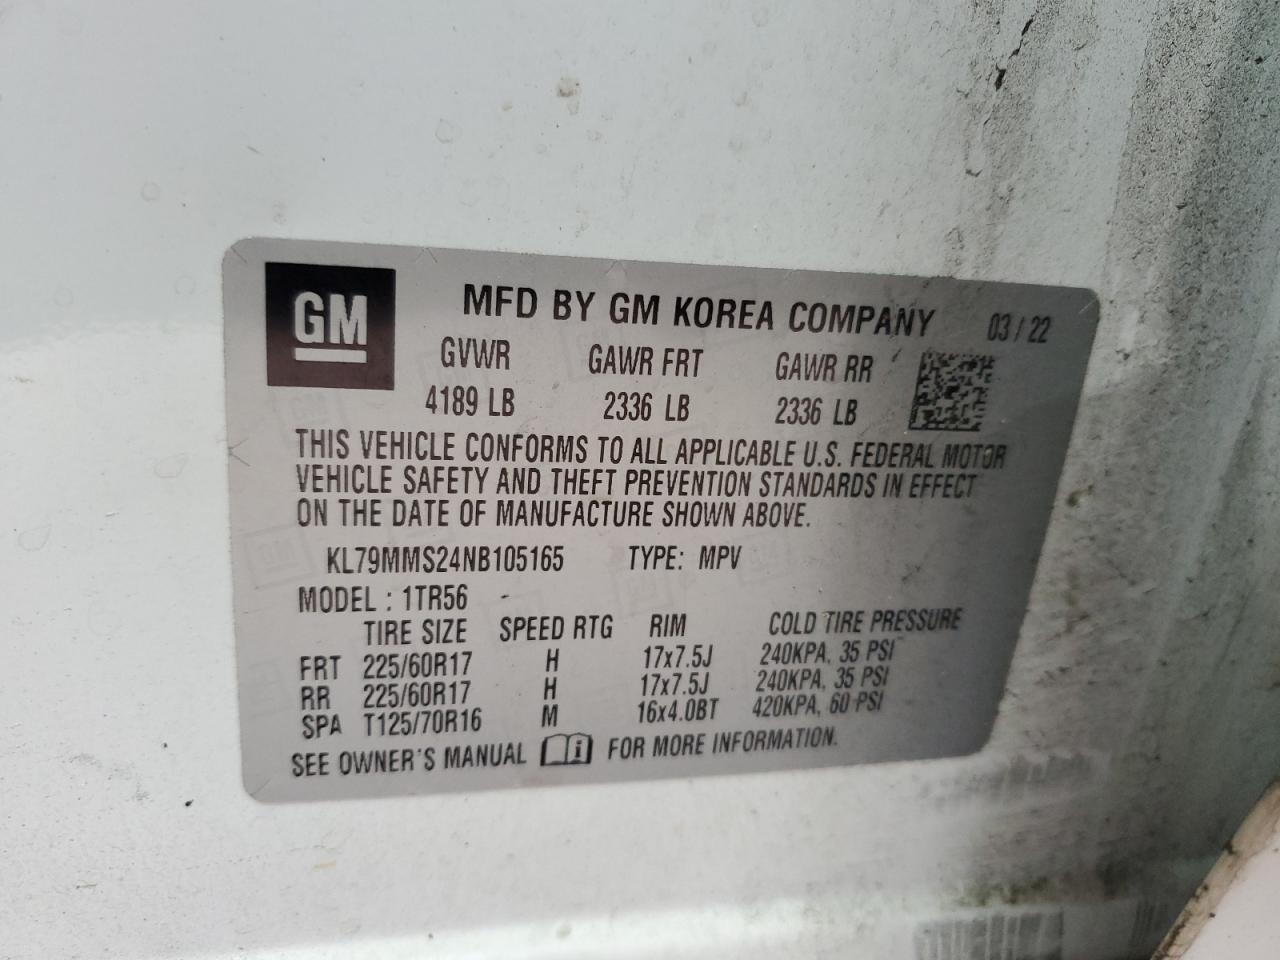 GM
MFD BY GM KOREA COMPANY 03/22
GVWR GAWR FRT GAWR RR
4189 LB 2336 LB 2336 LB
THIS VEHICLE CONFORMS TO ALL APPLICABLE U.S. FEDERAL MOTOR
VEHICLE SAFETY AND THEFT PREVENTION STANDARDS IN EFFECT
ON THE DATE OF MANUFACTURE SHOWN ABOVE.
KL79MMS24NB105165 TYPE: MPV
MODEL : 1TR56
TIRE SIZE SPEED RTG RIM COLD TIRE PRESSURE
FRT 225/60R17 H 17x7.5J 240KPA, 35 PSI
RR 225/60R17 H 17x7.5J 240KPA, 35 PSI
SPA T125/70R16 M 16x4.0BT 420KPA, 60 PSI
SEE OWNER'S MANUAL FOR MORE INFORMATION.